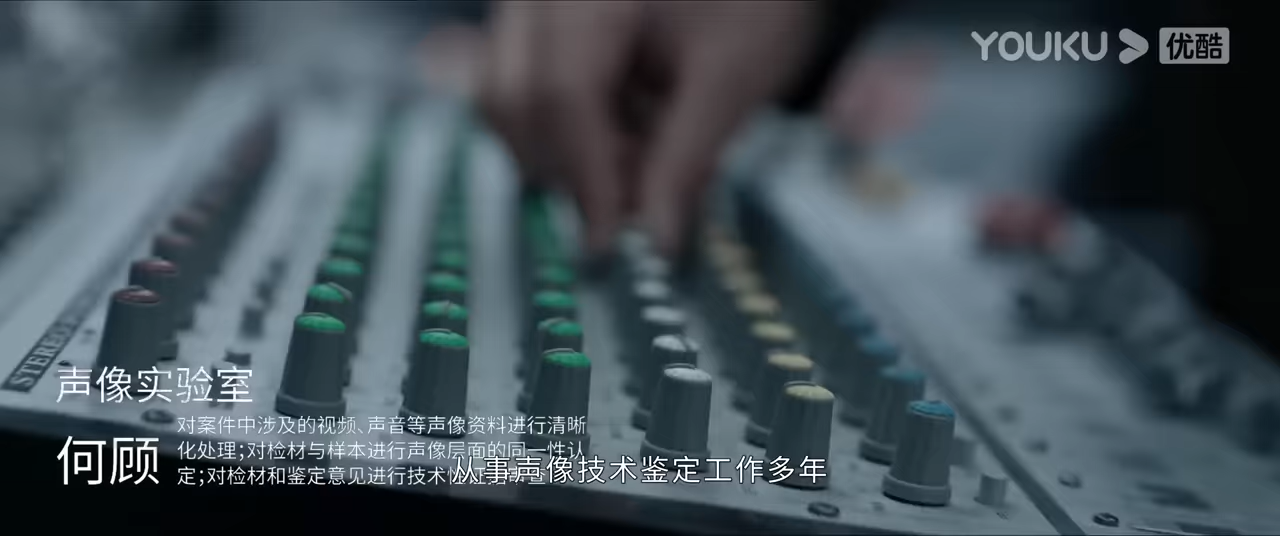 YOUKU 优酷
STEREO
声像实验室
何顾
对案件中涉及的视频、声音等声像资料进行清晰
化处理;对检材与样本进行声像层面的同一性认
定;对检材和鉴定意见进行技术性证
从事声像技术鉴定工作多年